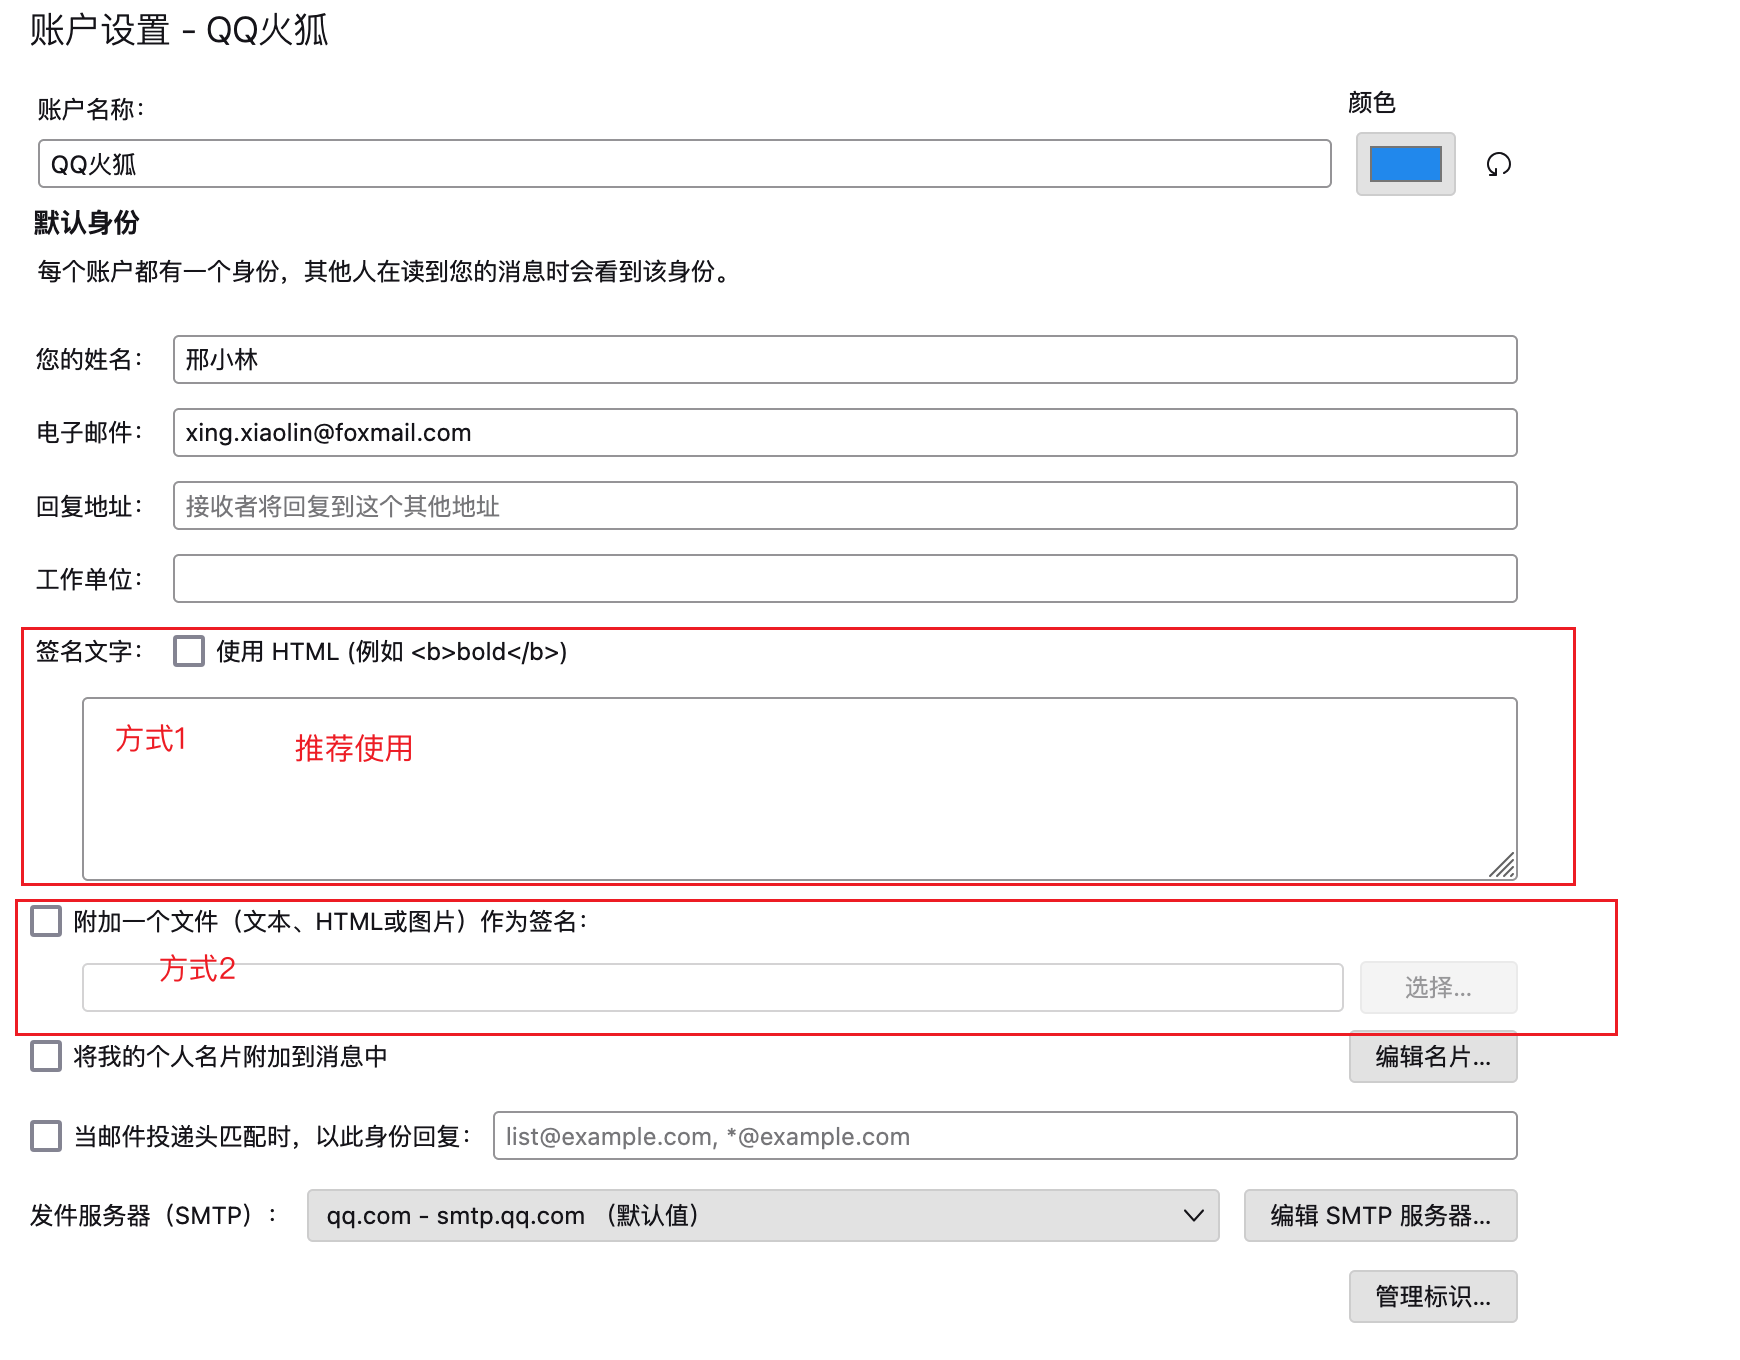 账户设置 - QQ火狐
账户名称：
颜色
QQ火狐
默认身份
每个账户都有一个身份，其他人在读到您的消息时会看到该身份。
您的姓名：
邢小林
电子邮件：
xing.xiaolin@foxmail.com
回复地址：
接收者将回复到这个其他地址
工作单位：
签名文字：
使用 HTML (例如 <b>bold</b>)
方式1
推荐使用
附加一个文件（文本、HTML或图片）作为签名：
方式2
选择...
将我的个人名片附加到消息中
编辑名片...
当邮件投递头匹配时，以此身份回复：
list@example.com, *@example.com
发件服务器（SMTP）：
qq.com - smtp.qq.com （默认值）
编辑 SMTP 服务器...
管理标识...